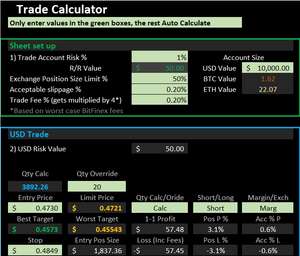 Trade Calculator
Only enter values in the green boxes, the rest Auto Calculate
Sheet set up
1) Trade Account Risk % 1% Account Size
R/R Value $ 50.00 USD Value $ 10,000.00
Exchange Position Size Limit % 50% BTC Value 1.62
Acceptable slippage % 0.20% ETH Value 22.07
Trade Fee % (gets multiplied by 4*) 0.20%
*Based on worst case BitFinex fees
USD Trade
2) USD Risk Value $ 50.00
Qty Calc Qty Override
3892.26 20
Entry Price Limit Price Qty Calc/Oride Short/Long Margin/Exch
$ 0.4730 $ 0.4721 Calc Short Marg
Best Target Worst Target 1-1 Profit Pos P % Acc % P
$ 0.4573 $ 0.45543 $ 57.48 3.1% 0.6%
Stop Entry Pos Size Loss (Inc Fees) Pos L % Acc % L
$ 0.4849 $ 1,837.36 -$ 57.45 -3.1% -0.6%